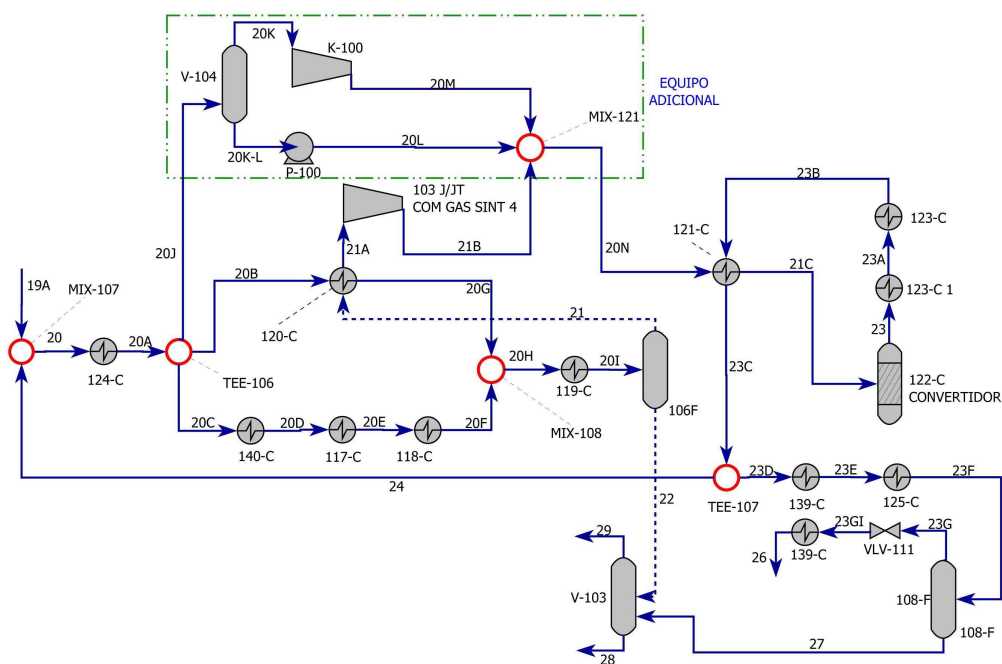 20K
K-100
V-104
20M
EQUIPO
ADICIONAL
MIX-121
20K-L
20L
P-100
103 J/JT
COM GAS SINT 4
23B
123-C
121-C
20J
21A
21B
20N
21C
23A
19A
MIX-107
20B
20G
123-C 1
120-C
21
23
20
20A
20H
20I
124-C
TEE-106
119-C
106F
23C
122-C
CONVERTIDOR
20C
20D
20E
20F
MIX-108
140-C
117-C
118-C
24
23D
23E
23F
TEE-107
139-C
125-C
22
29
23GI
23G
26
139-C
VLV-111
V-103
108-F
108-F
27
28